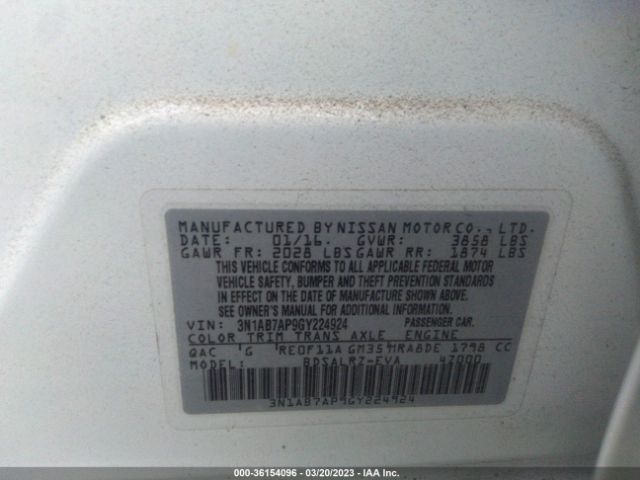 MANUFACTURED BY NISSAN MOTOR CO., LTD.
DATE: 01/16. GVWR: 3858 LBS
GAWR FR: 2028 LBS GAWR RR: 1874 LBS
THIS VEHICLE CONFORMS TO ALL APPLICABLE FEDERAL MOTOR
VEHICLE SAFETY, BUMPER AND THEFT PREVENTION STANDARDS
IN EFFECT ON THE DATE OF MANUFACTURE SHOWN ABOVE.
SEE OWNER'S MANUAL FOR ADDITIONAL INFORMATION.
VIN: 3N1AB7AP9GY224924 PASSENGER CAR.
COLOR TRIM TRANS AXLE ENGINE
QAC G RE0F11A GM35 MRA8DE 1798 CC
MODEL: BDSALRZ-EVA 4Z000
3N1AB7AP9GY224924
000-36154096 - 03/20/2023 - IAA Inc.